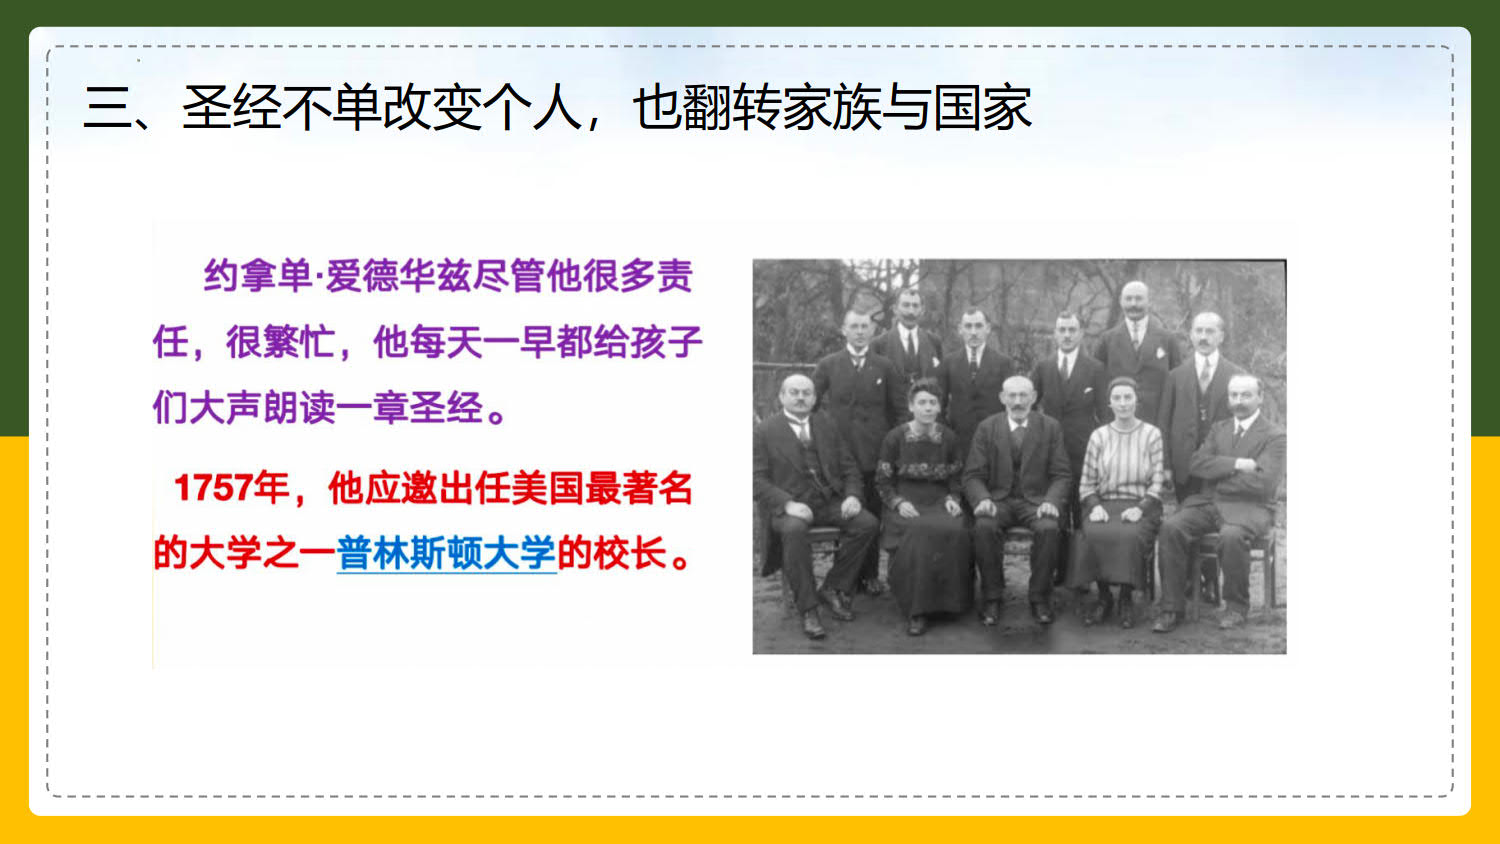 三、圣经不单改变个人，也翻转家族与国家
约拿单·爱德华兹尽管他很多责
任，很繁忙，他每天一早都给孩子
们大声朗读一章圣经。
1757年，他应邀出任美国最著名
的大学之一普林斯顿大学的校长。